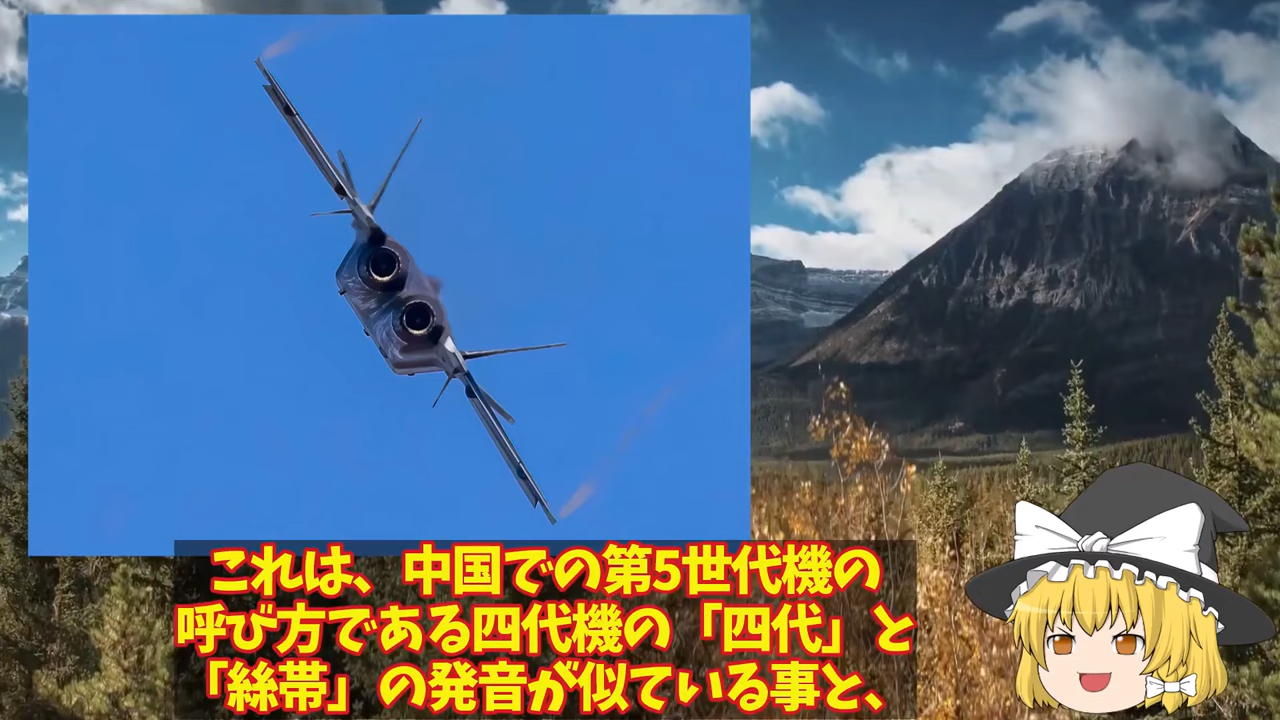 これは、中国での第5世代機の
呼び方である四代機の「四代」と
「絲帯」の発音が似ている事と、